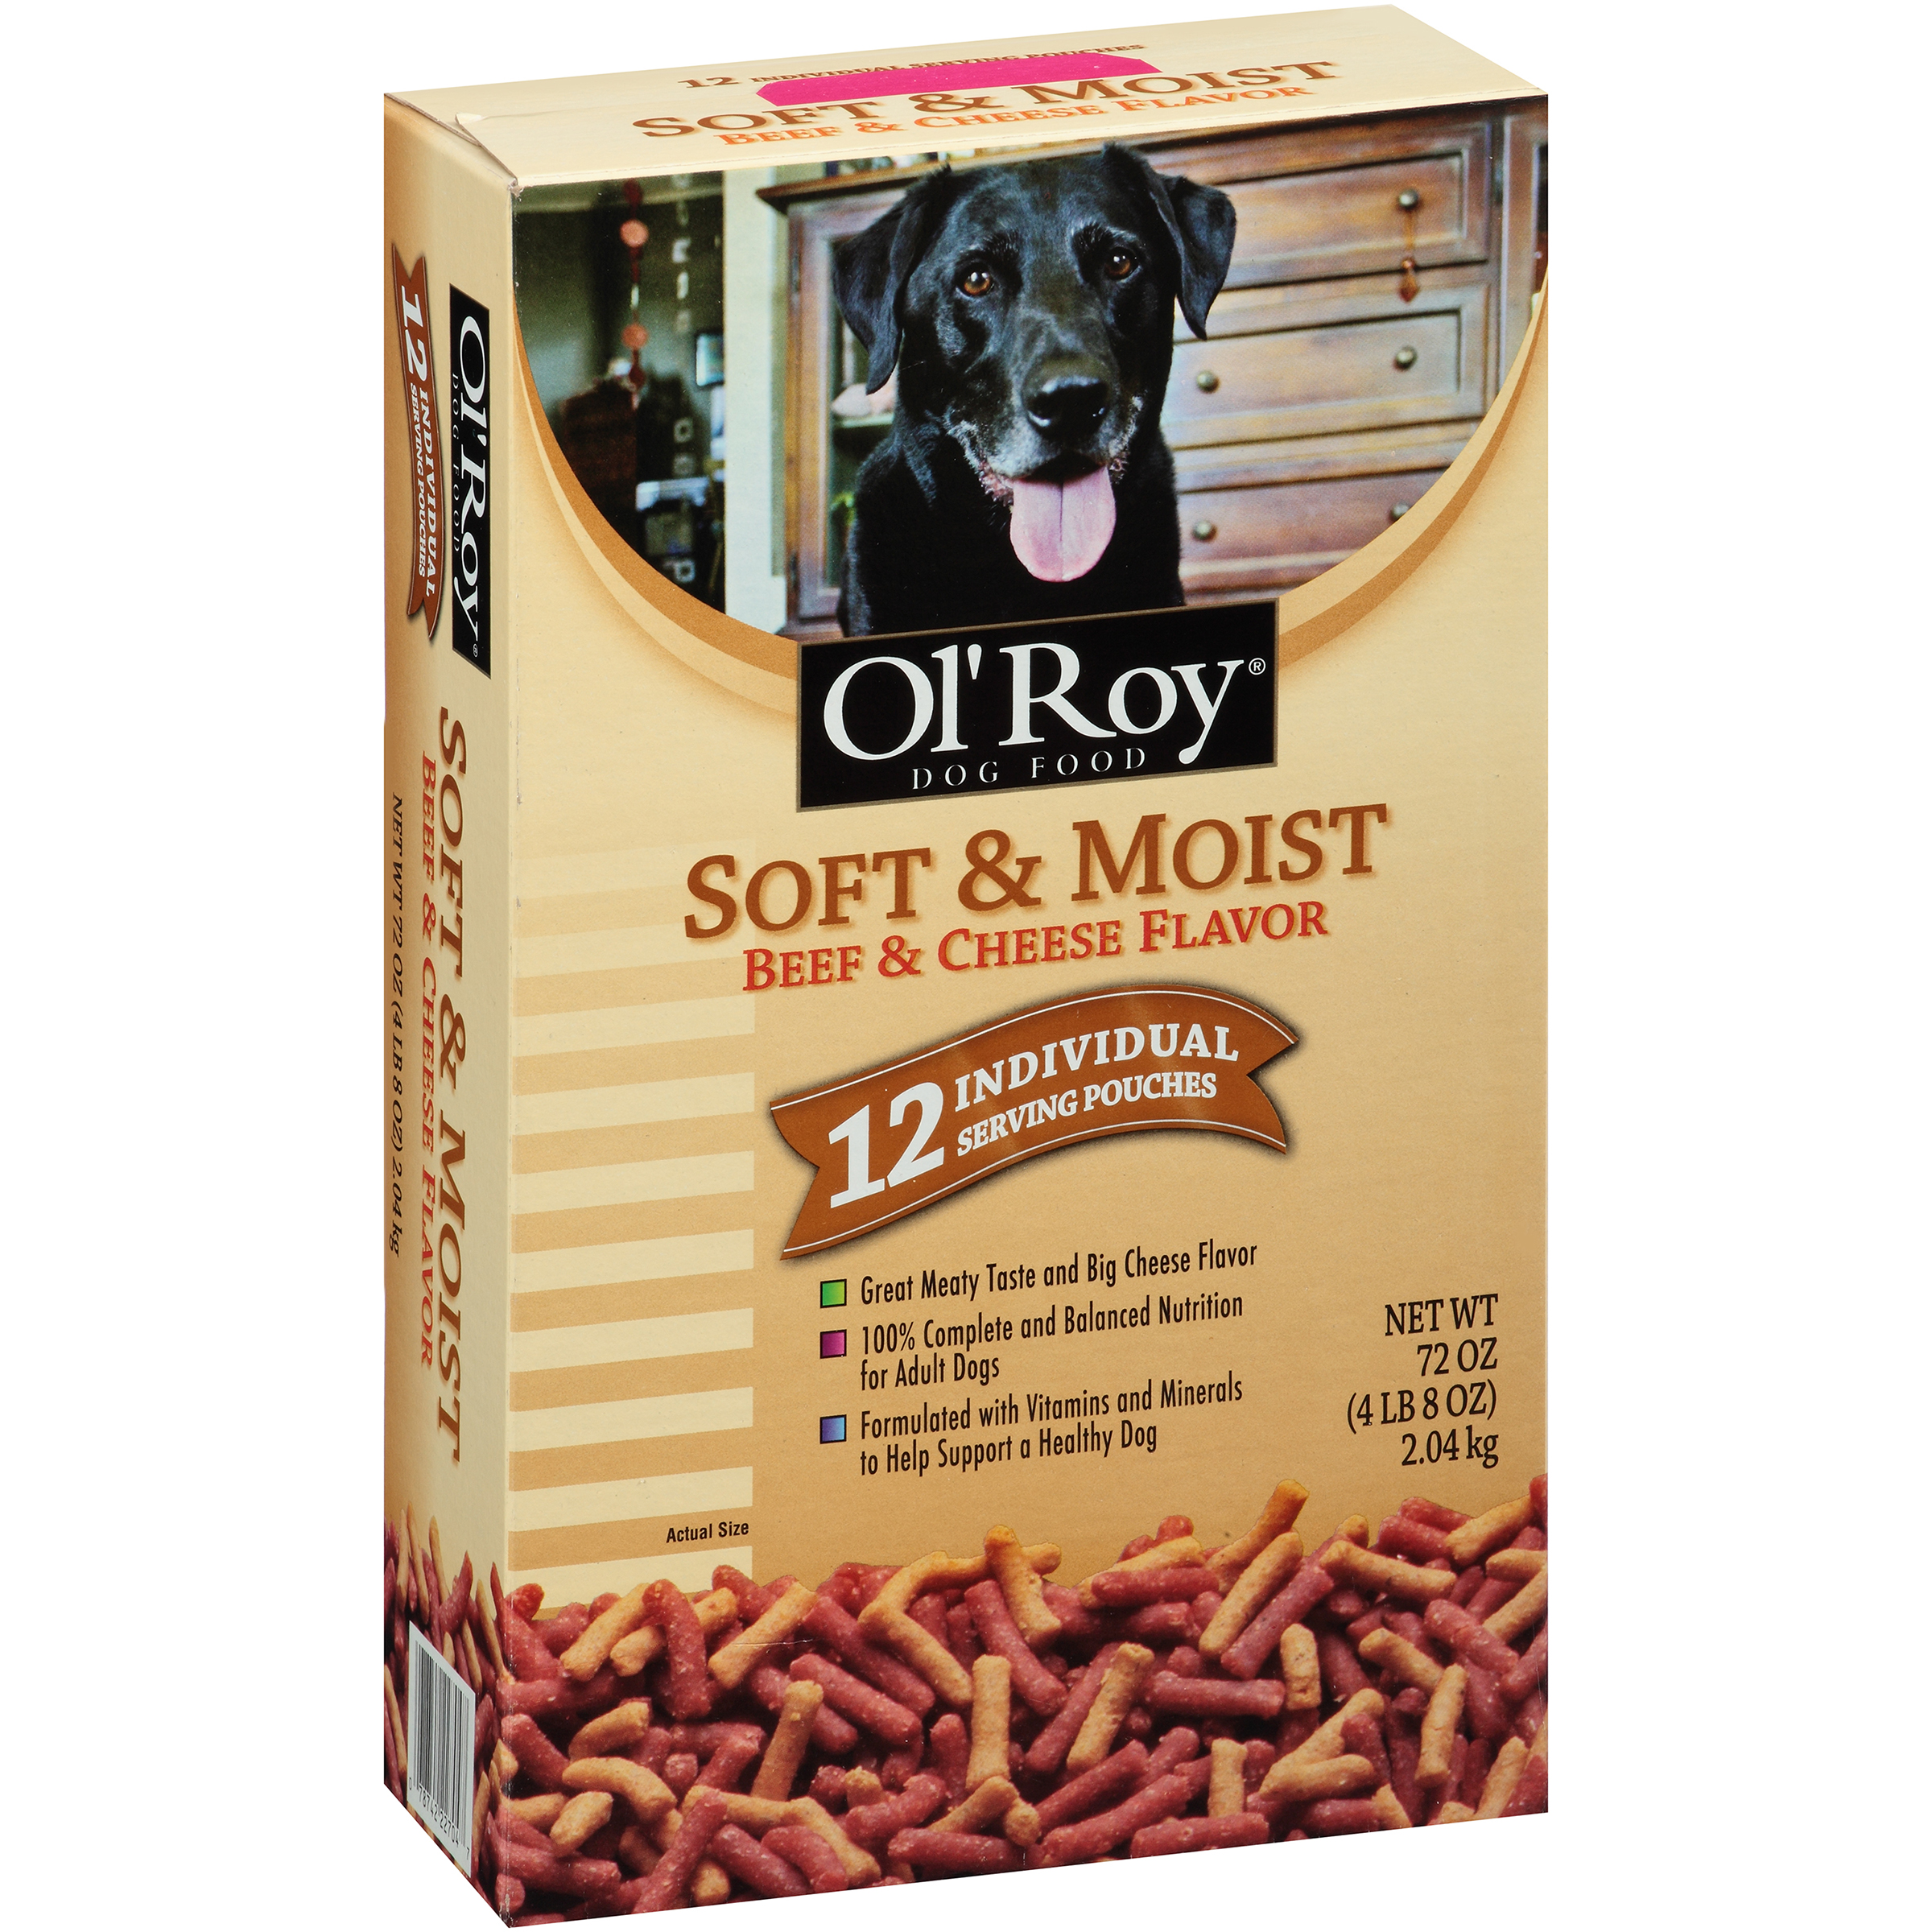 12 INDIVIDUAL SERVING POUCHES
SOFT & MOIST
BEEF & CHEESE FLAVOR
Ol' Roy®
DOG FOOD
SOFT & MOIST
BEEF & CHEESE FLAVOR
12 INDIVIDUAL
SERVING POUCHES
Great Meaty Taste and Big Cheese Flavor
100% Complete and Balanced Nutrition
for Adult Dogs
Formulated with Vitamins and Minerals
to Help Support a Healthy Dog
NET WT
72 OZ
(4 LB 8 OZ)
2.04 kg
Actual Size
Ol' Roy®
DOG FOOD
12 INDIVIDUAL
SERVING POUCHES
SOFT & MOIST
BEEF & CHEESE FLAVOR
NET WT 72 OZ (4 LB 8 OZ) 2.04 kg
0 78742 22704 7